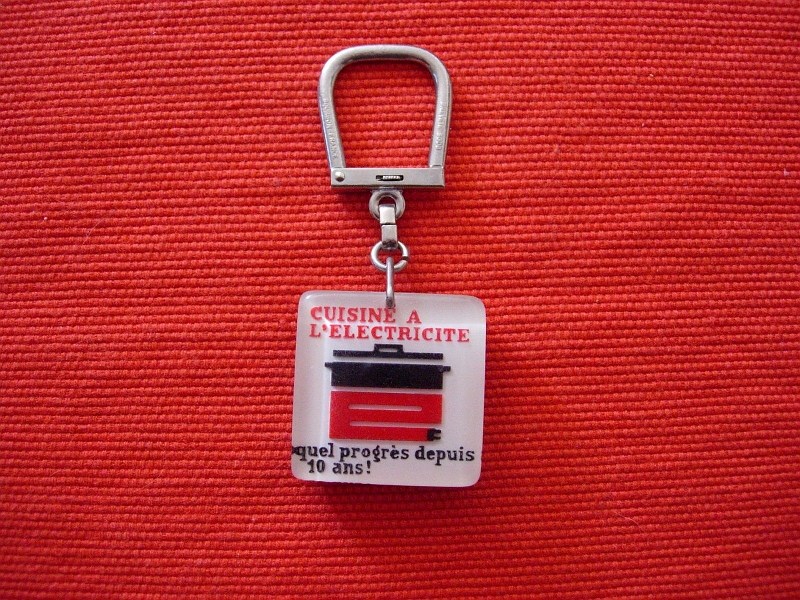 CUISINE A
L'ELECTRICITE
quel progrès depuis
10 ans!